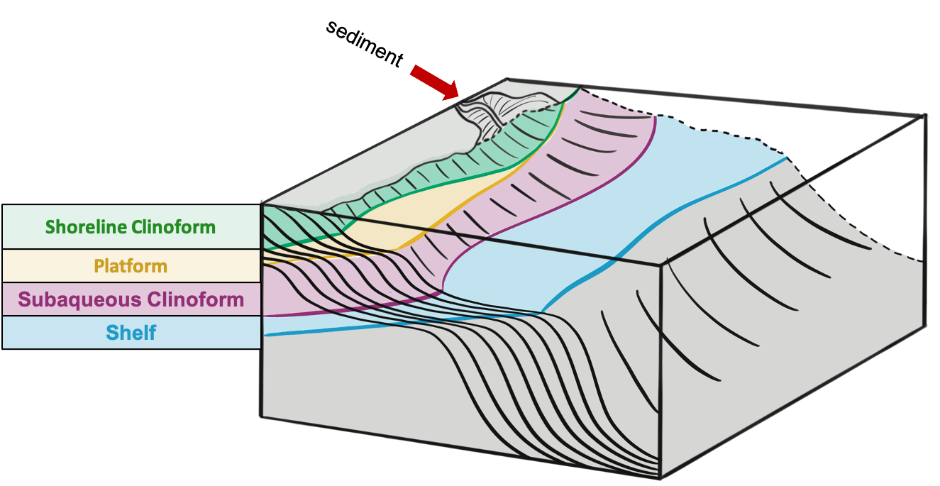 sediment
Shoreline Clinoform
Platform
Subaqueous Clinoform
Shelf